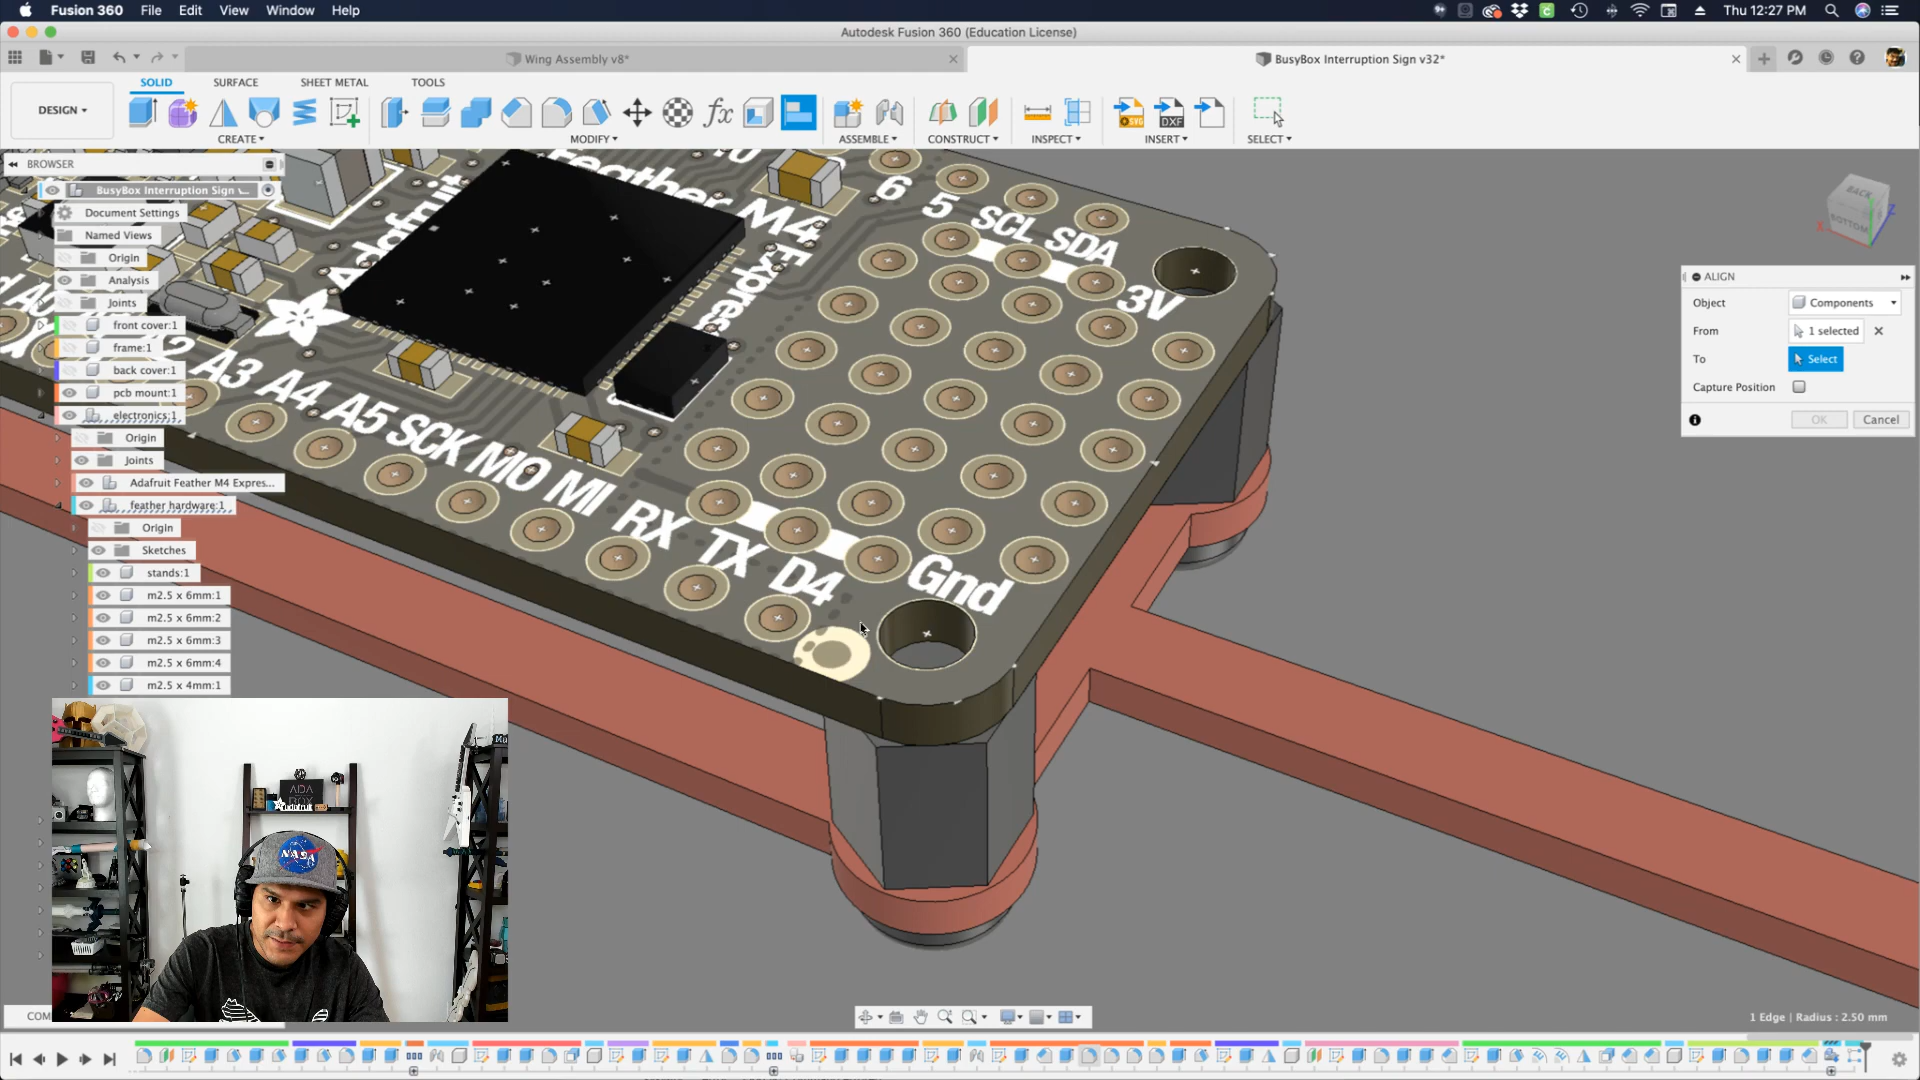 Fusion 360 File Edit View Window Help
Thu 12:27 PM
Autodesk Fusion 360 (Education License)
Wing Assembly v8*
BusyBox Interruption Sign v32*
SOLID SURFACE SHEET METAL TOOLS
DESIGN
CREATE MODIFY ASSEMBLE CONSTRUCT INSPECT INSERT SELECT
BROWSER
BusyBox Interruption Sign
Document Settings
Named Views
Origin
Analysis
Joints
front cover:1
frame:1
back cover:1
pcb mount:1
electronics:1
Origin
Joints
Adafruit Feather M4 Expres...
feather hardware:1
Origin
Sketches
stands:1
m2.5 x 6mm:1
m2.5 x 6mm:2
m2.5 x 6mm:3
m2.5 x 6mm:4
m2.5 x 4mm:1
Adafruit
Feather M4
Express
6 5 SCL SDA
3V
A3 A4 A5 SCK MO MI RX TX D4
Gnd
BACK
BOTTOM
ALIGN
Object Components
From 1 selected
To Select
Capture Position
OK Cancel
NASA
ADA
BOX
adafruit
COM
1 Edge | Radius : 2.50 mm